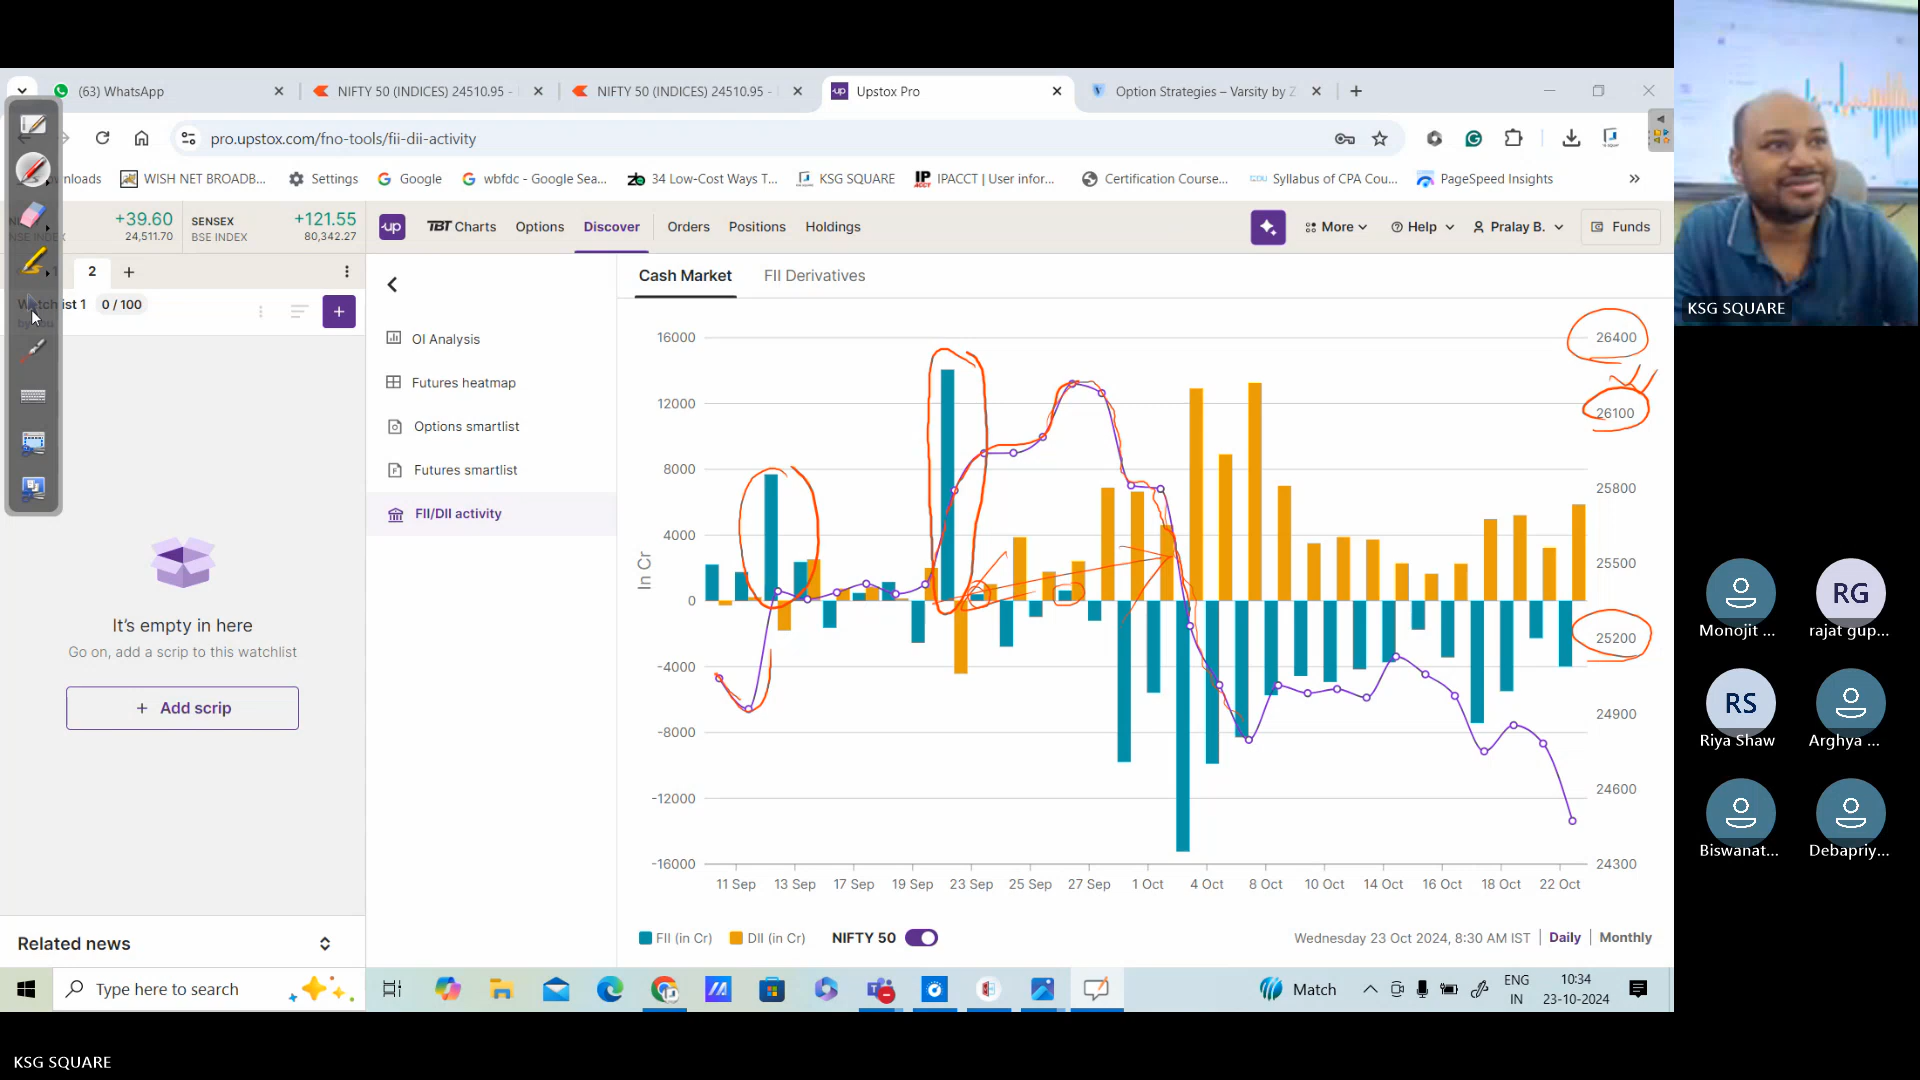 (63) WhatsApp
NIFTY 50 (INDICES) 24510.95 -
NIFTY 50 (INDICES) 24510.95 -
Upstox Pro
Option Strategies – Varsity by Z
pro.upstox.com/fno-tools/fii-dii-activity
wnloads
WISH NET BROADB...
Settings
Google
wbfdc - Google Sea...
34 Low-Cost Ways T...
KSG SQUARE
IPACCT | User infor...
Certification Course...
Syllabus of CPA Cou...
PageSpeed Insights
+39.60
24,511.70
SENSEX
BSE INDEX
+121.55
80,342.27
TBT Charts
Options
Discover
Orders
Positions
Holdings
More
Help
Pralay B.
Funds
2
Watchlist 1
0 / 100
It's empty in here
Go on, add a scrip to this watchlist
+ Add scrip
Related news
OI Analysis
Futures heatmap
Options smartlist
Futures smartlist
FII/DII activity
Cash Market
FII Derivatives
16000
12000
8000
4000
0
-4000
-8000
-12000
-16000
In Cr
26400
26100
25800
25500
25200
24900
24600
24300
11 Sep
13 Sep
17 Sep
19 Sep
23 Sep
25 Sep
27 Sep
1 Oct
4 Oct
8 Oct
10 Oct
14 Oct
16 Oct
18 Oct
22 Oct
FII (in Cr)
DII (in Cr)
NIFTY 50
Wednesday 23 Oct 2024, 8:30 AM IST
Daily
Monthly
Type here to search
Match
ENG
IN
10:34
23-10-2024
KSG SQUARE
Monojit ...
RG
rajat gup...
RS
Riya Shaw
Arghya ...
Biswanat...
Debapriy...
KSG SQUARE